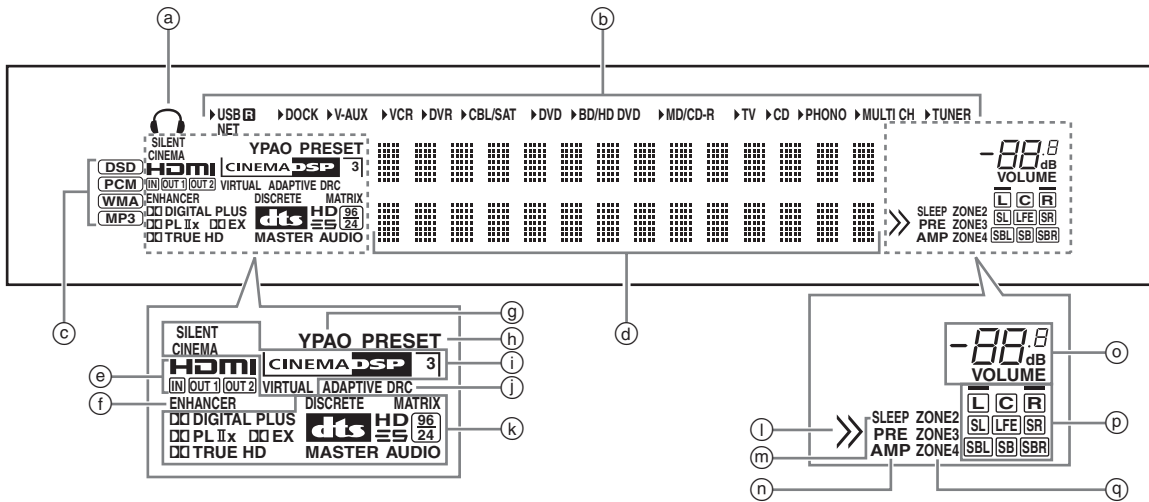 a
b
USB R DOCK V-AUX VCR DVR CBL/SAT DVD BD/HD DVD MD/CD-R TV CD PHONO MULTI CH TUNER
NET
SILENT
CINEMA
YPAO PRESET
HDMI CINEMA DSP 3
IN OUT 1 OUT 2 VIRTUAL ADAPTIVE DRC
ENHANCER DISCRETE MATRIX
DIGITAL PLUS dts HD 96
PL IIx EX ES 24
TRUE HD MASTER AUDIO
DSD
PCM
WMA
MP3
-88.8
dB
VOLUME
L C R
SLEEP ZONE2 SL LFE SR
PRE ZONE3
AMP ZONE4 SBL SB SBR
c
d
g
h
i
j
k
e
f
SILENT
CINEMA
YPAO PRESET
HDMI CINEMA DSP 3
IN OUT 1 OUT 2 VIRTUAL ADAPTIVE DRC
ENHANCER DISCRETE MATRIX
DIGITAL PLUS dts HD 96
PL IIx EX ES 24
TRUE HD MASTER AUDIO
-88.8
dB
VOLUME
o
L C R
SLEEP ZONE2 SL LFE SR
PRE ZONE3
AMP ZONE4 SBL SB SBR
p
l
m
n
q